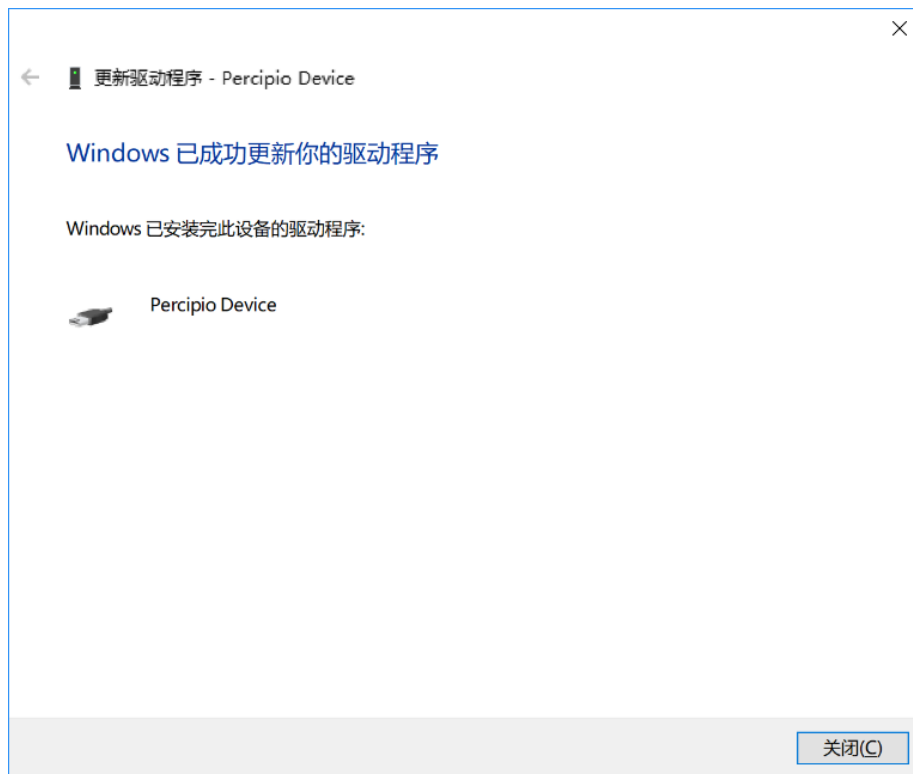 更新驱动程序 - Percipio Device
Windows 已成功更新你的驱动程序
Windows 已安装完此设备的驱动程序:
Percipio Device
关闭(C)